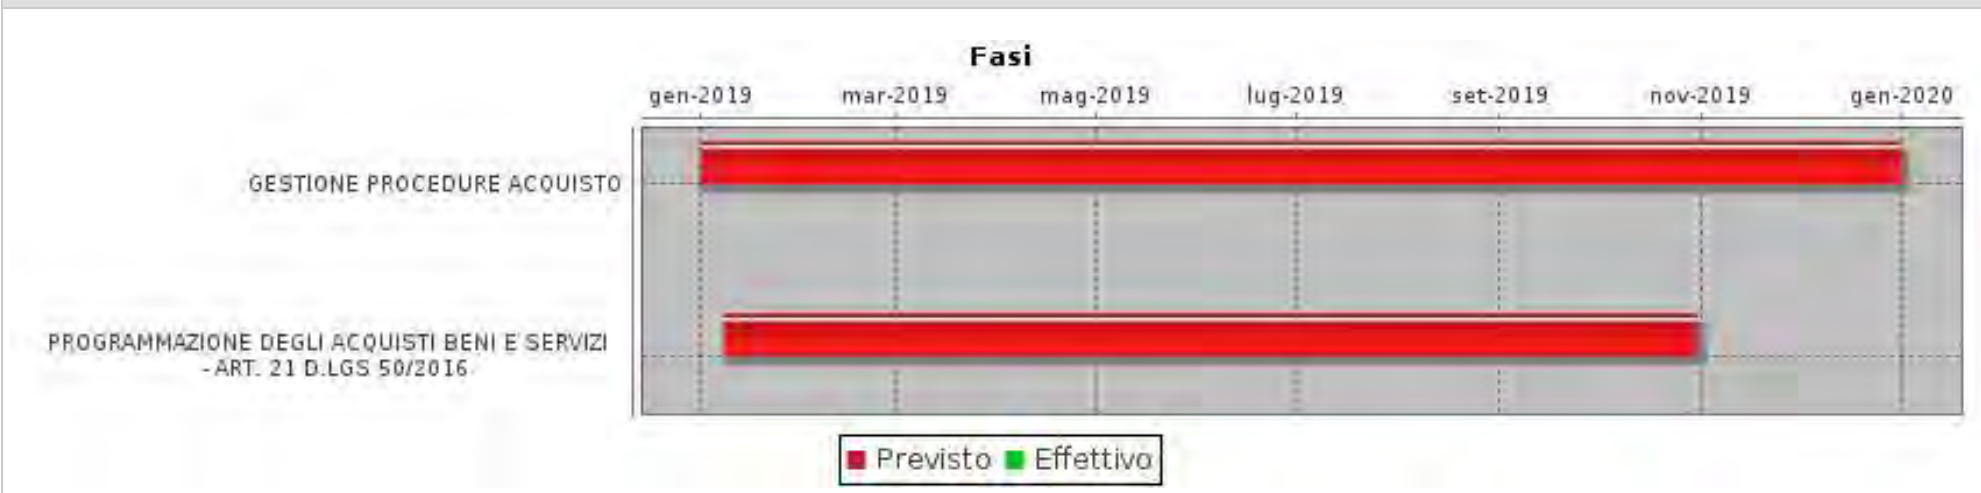 Fasi
gen-2019 mar-2019 mag-2019 lug-2019 set-2019 nov-2019 gen-2020
GESTIONE PROCEDURE ACQUISTO
PROGRAMMAZIONE DEGLI ACQUISTI BENI E SERVIZI
- ART. 21 D.LGS 50/2016
Previsto Effettivo